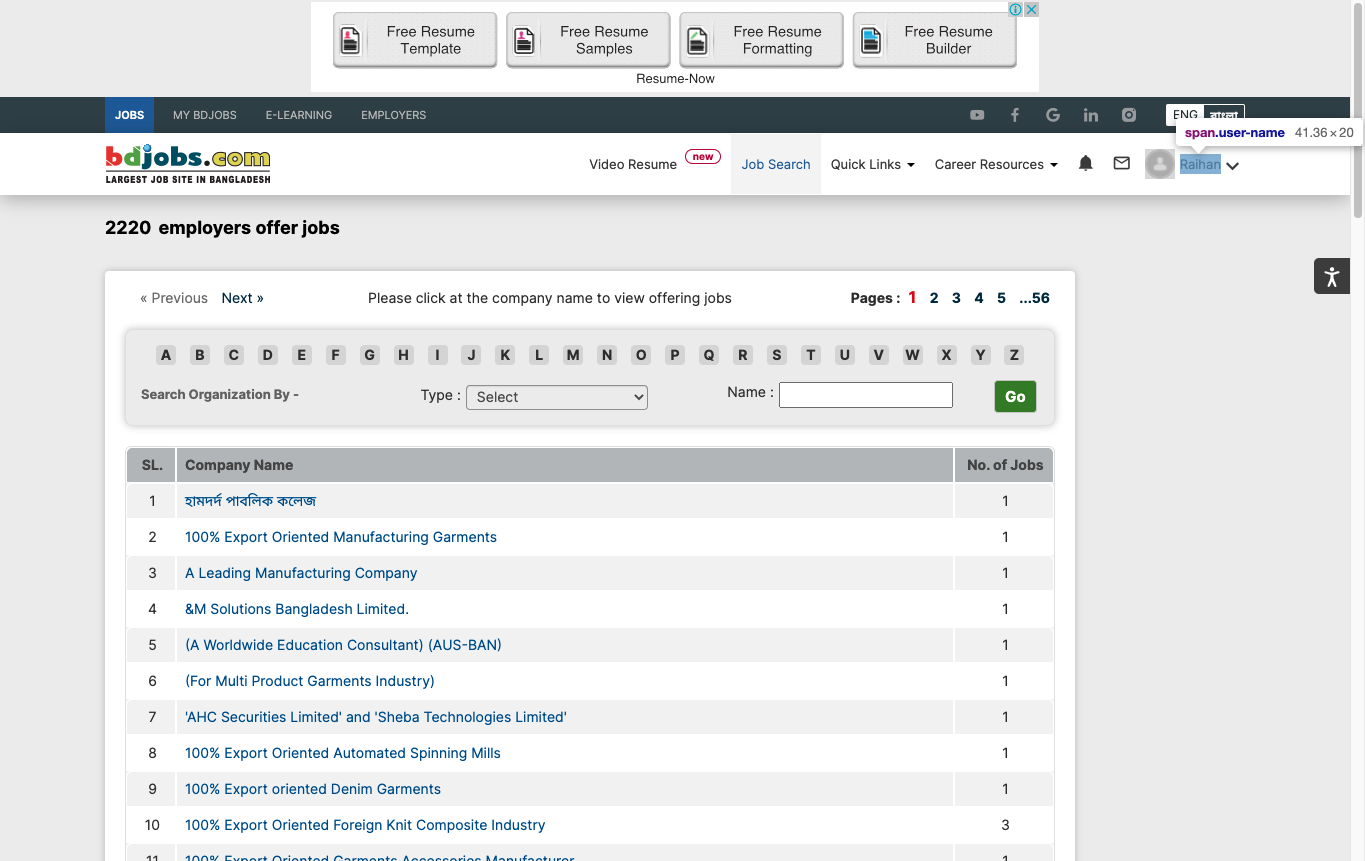 Free Resume Template
Free Resume Samples
Free Resume Formatting
Free Resume Builder
Resume-Now
JOBS MY BDJOBS E-LEARNING EMPLOYERS
ENG বাংলা
span.user-name 41.36 × 20
bdjobs.com
LARGEST JOB SITE IN BANGLADESH
Video Resume new Job Search Quick Links Career Resources Raihan
2220 employers offer jobs
« Previous Next » Please click at the company name to view offering jobs Pages : 1 2 3 4 5 ...56
A B C D E F G H I J K L M N O P Q R S T U V W X Y Z
Search Organization By - Type : Select Name : Go
SL. Company Name No. of Jobs
1 হামদর্দ পাবলিক কলেজ 1
2 100% Export Oriented Manufacturing Garments 1
3 A Leading Manufacturing Company 1
4 &M Solutions Bangladesh Limited. 1
5 (A Worldwide Education Consultant) (AUS-BAN) 1
6 (For Multi Product Garments Industry) 1
7 'AHC Securities Limited' and 'Sheba Technologies Limited' 1
8 100% Export Oriented Automated Spinning Mills 1
9 100% Export oriented Denim Garments 1
10 100% Export Oriented Foreign Knit Composite Industry 3
11 100% Export Oriented Garments Accessories Manufacturer 1